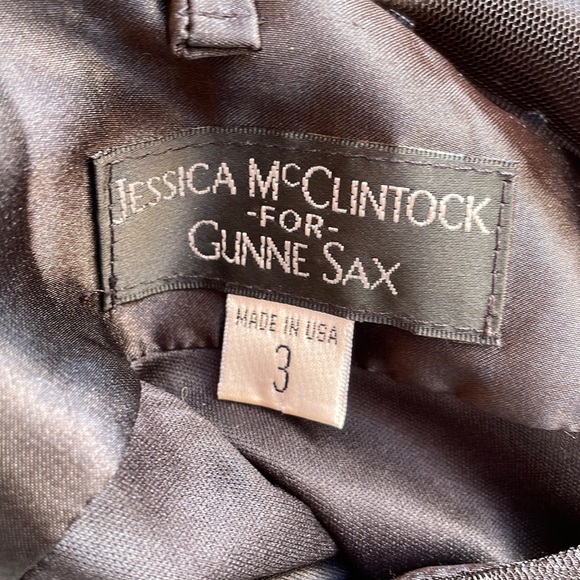 JESSICA MCCLINTOCK
-FOR-
GUNNE SAX
MADE IN USA
3